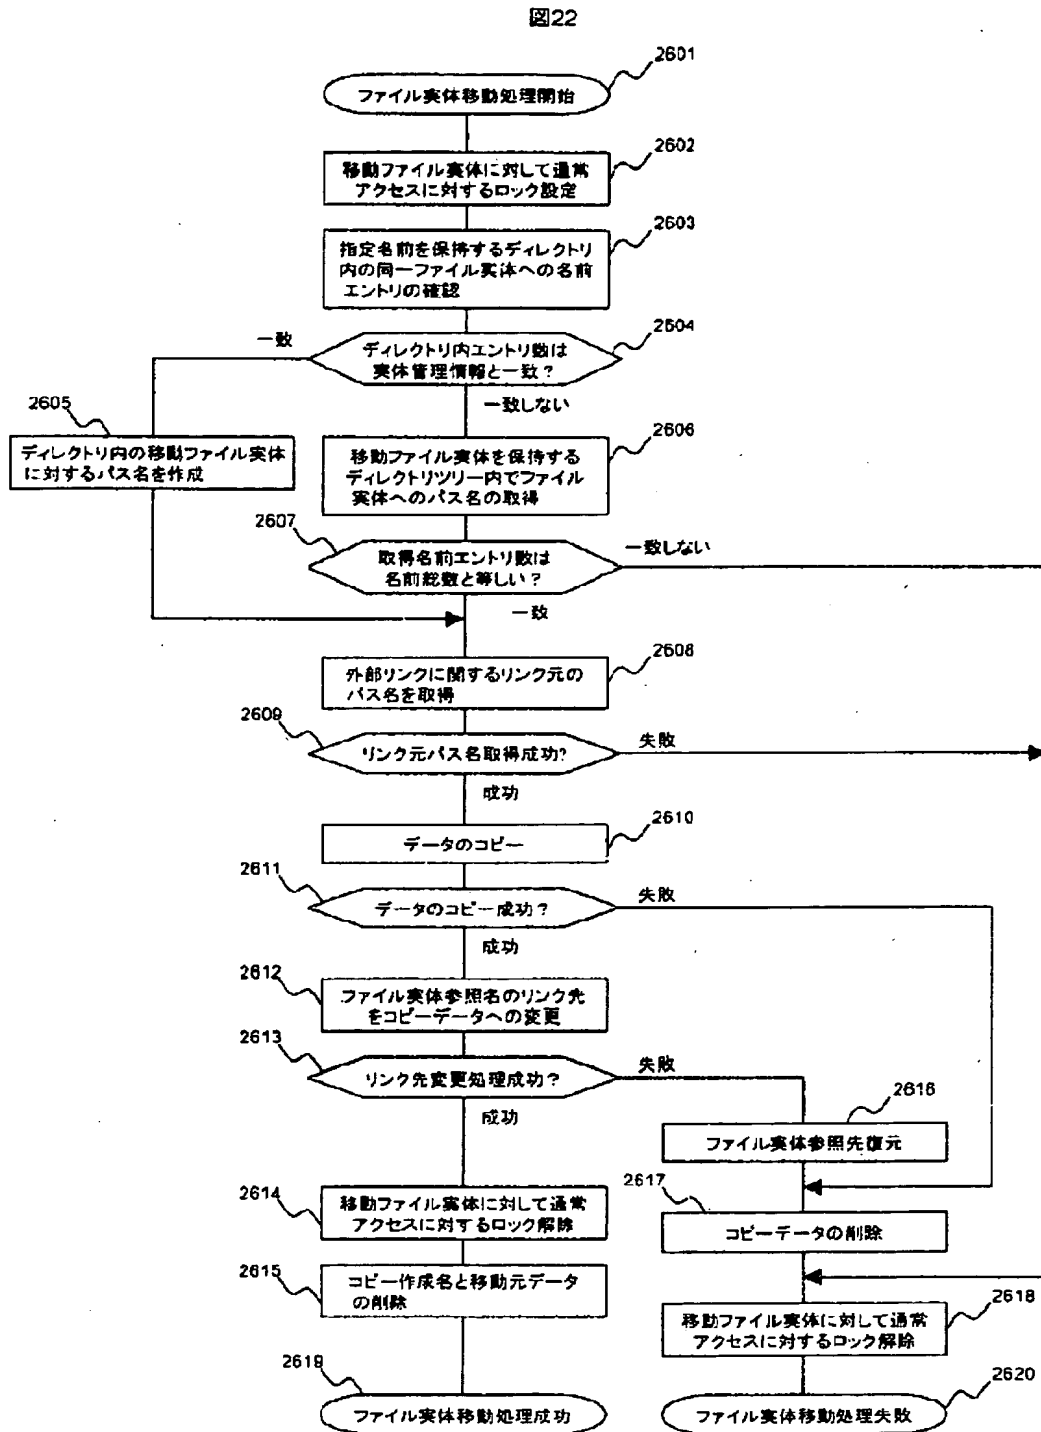 図22
2601
ファイル実体移動処理開始
2602
移動ファイル実体に対して通常
アクセスに対するロック設定
2603
指定名前を保持するディレクトリ
内の同一ファイル実体への名前
エントリの確認
2604
一致
ディレクトリ内エントリ数は
実体管理情報と一致？
一致しない
2605
ディレクトリ内の移動ファイル実体
に対するパス名を作成
2606
移動ファイル実体を保持する
ディレクトリツリー内でファイル
実体へのパス名の取得
2607
取得名前エントリ数は
名前総数と等しい？
一致しない
一致
2608
外部リンクに関するリンク元の
パス名を取得
2609
リンク元パス名取得成功?
失敗
成功
2610
データのコピー
2611
データのコピー成功？
失敗
成功
2612
ファイル実体参照名のリンク先
をコピーデータへの変更
2613
リンク先変更処理成功？
失敗
成功
2616
ファイル実体参照先復元
2614
移動ファイル実体に対して通常
アクセスに対するロック解除
2617
コピーデータの削除
2615
コピー作成名と移動元データ
の削除
2618
移動ファイル実体に対して通常
アクセスに対するロック解除
2619
ファイル実体移動処理成功
2620
ファイル実体移動処理失敗